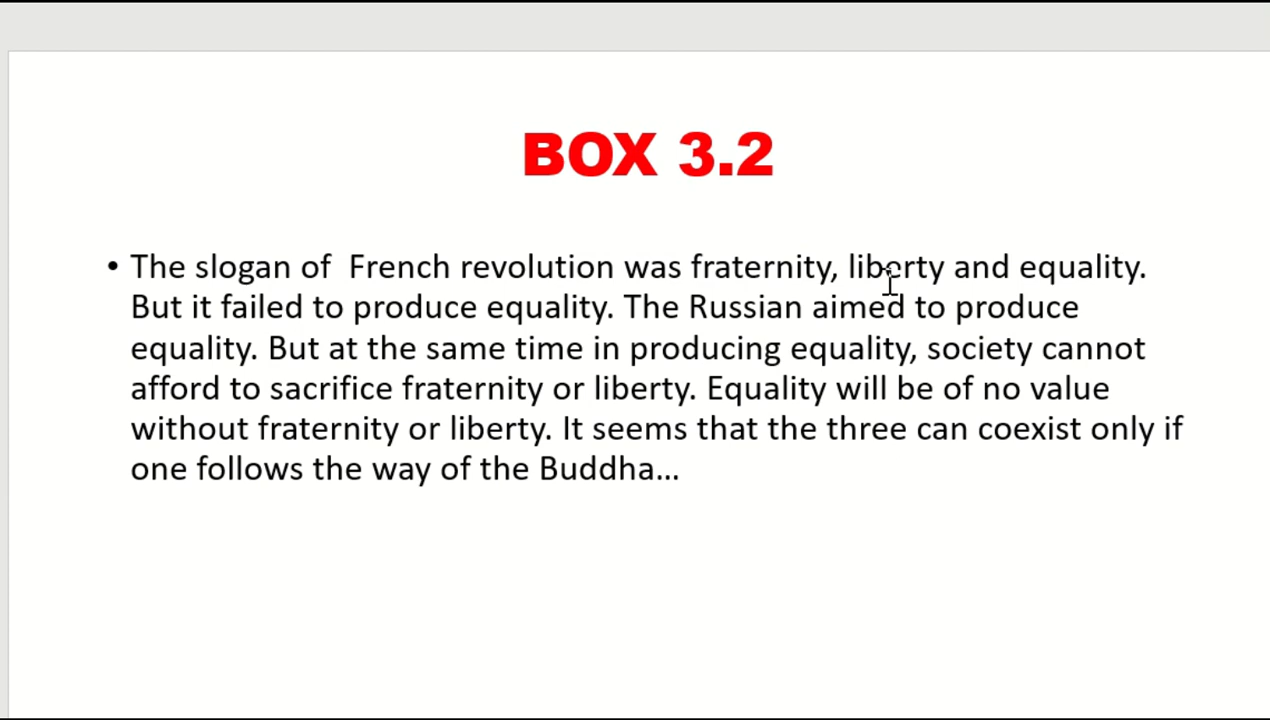 BOX 3.2
• The slogan of  French revolution was fraternity, liberty and equality.
But it failed to produce equality. The Russian aimed to produce
equality. But at the same time in producing equality, society cannot
afford to sacrifice fraternity or liberty. Equality will be of no value
without fraternity or liberty. It seems that the three can coexist only if
one follows the way of the Buddha...